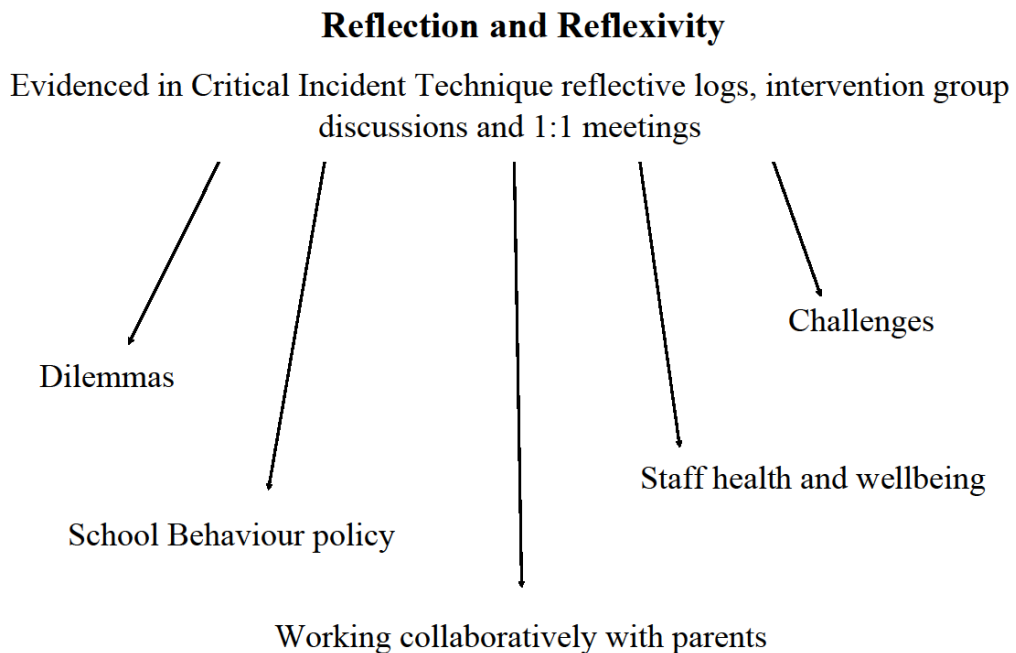 Reflection and Reflexivity
Evidenced in Critical Incident Technique reflective logs, intervention group
discussions and 1:1 meetings
Challenges
Dilemmas
Staff health and wellbeing
School Behaviour policy
Working collaboratively with parents